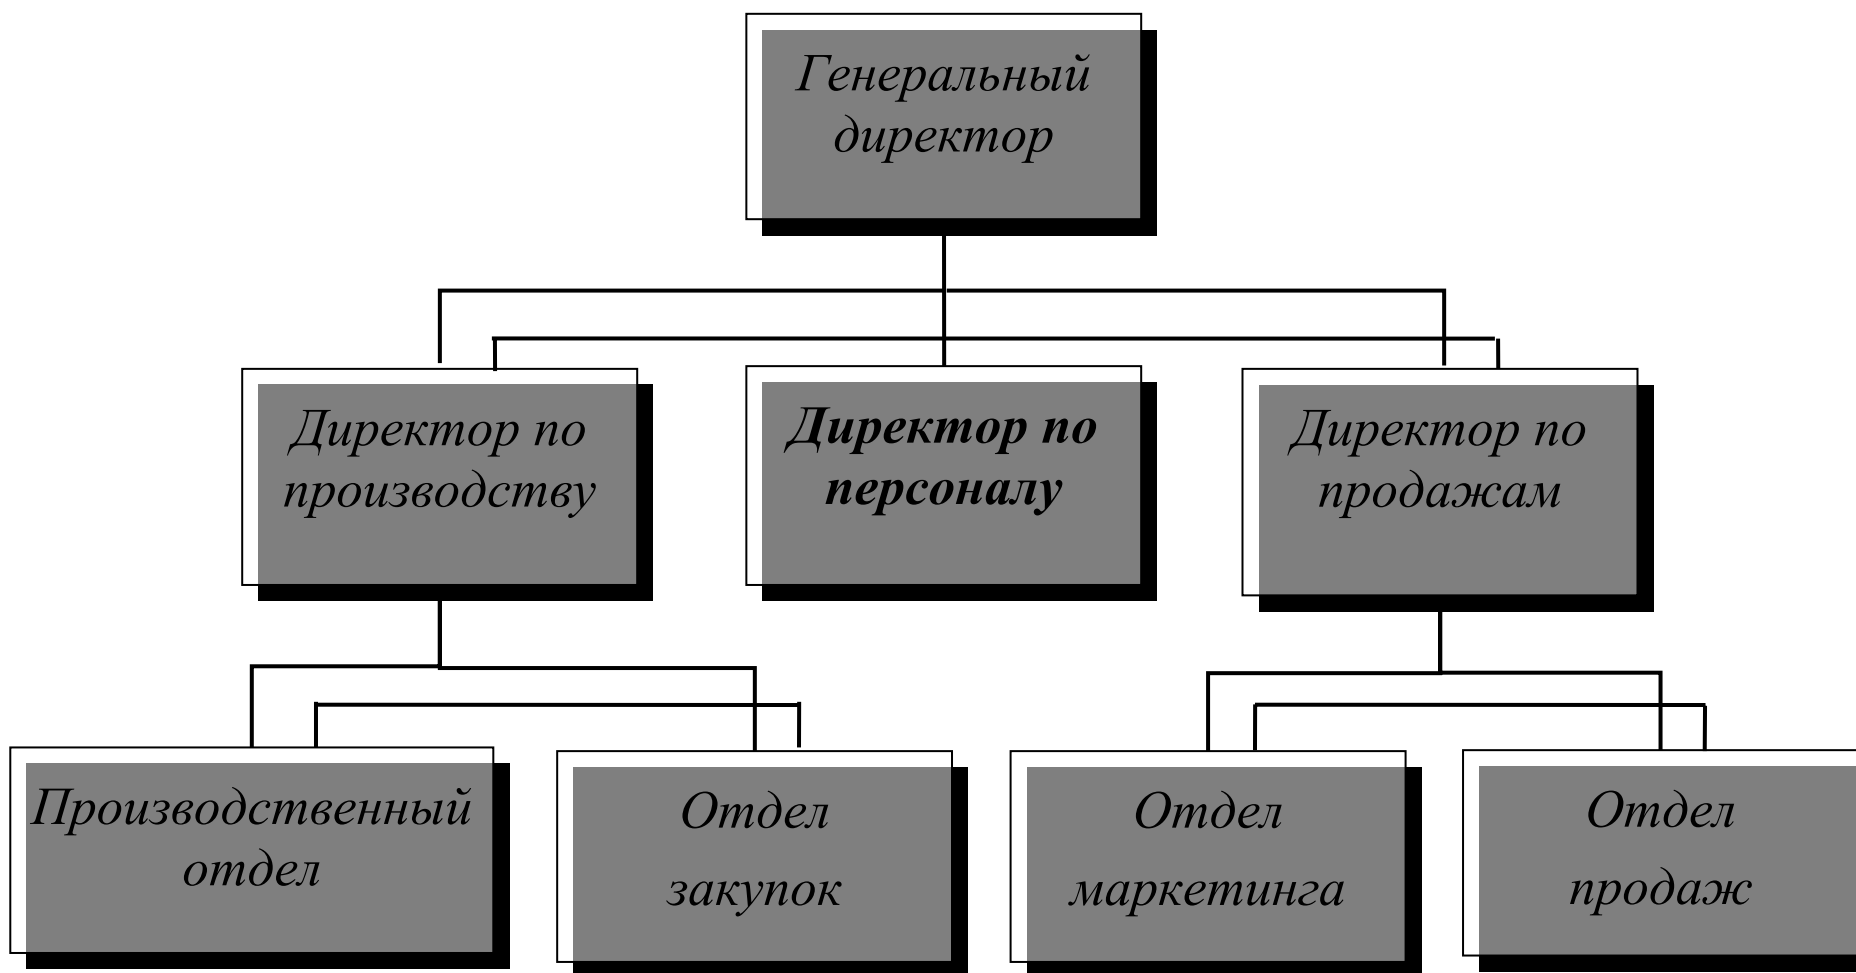 Генеральный
директор
Директор по
производству
Директор по
персоналу
Директор по
продажам
Производственный
отдел
Отдел
закупок
Отдел
маркетинга
Отдел
продаж